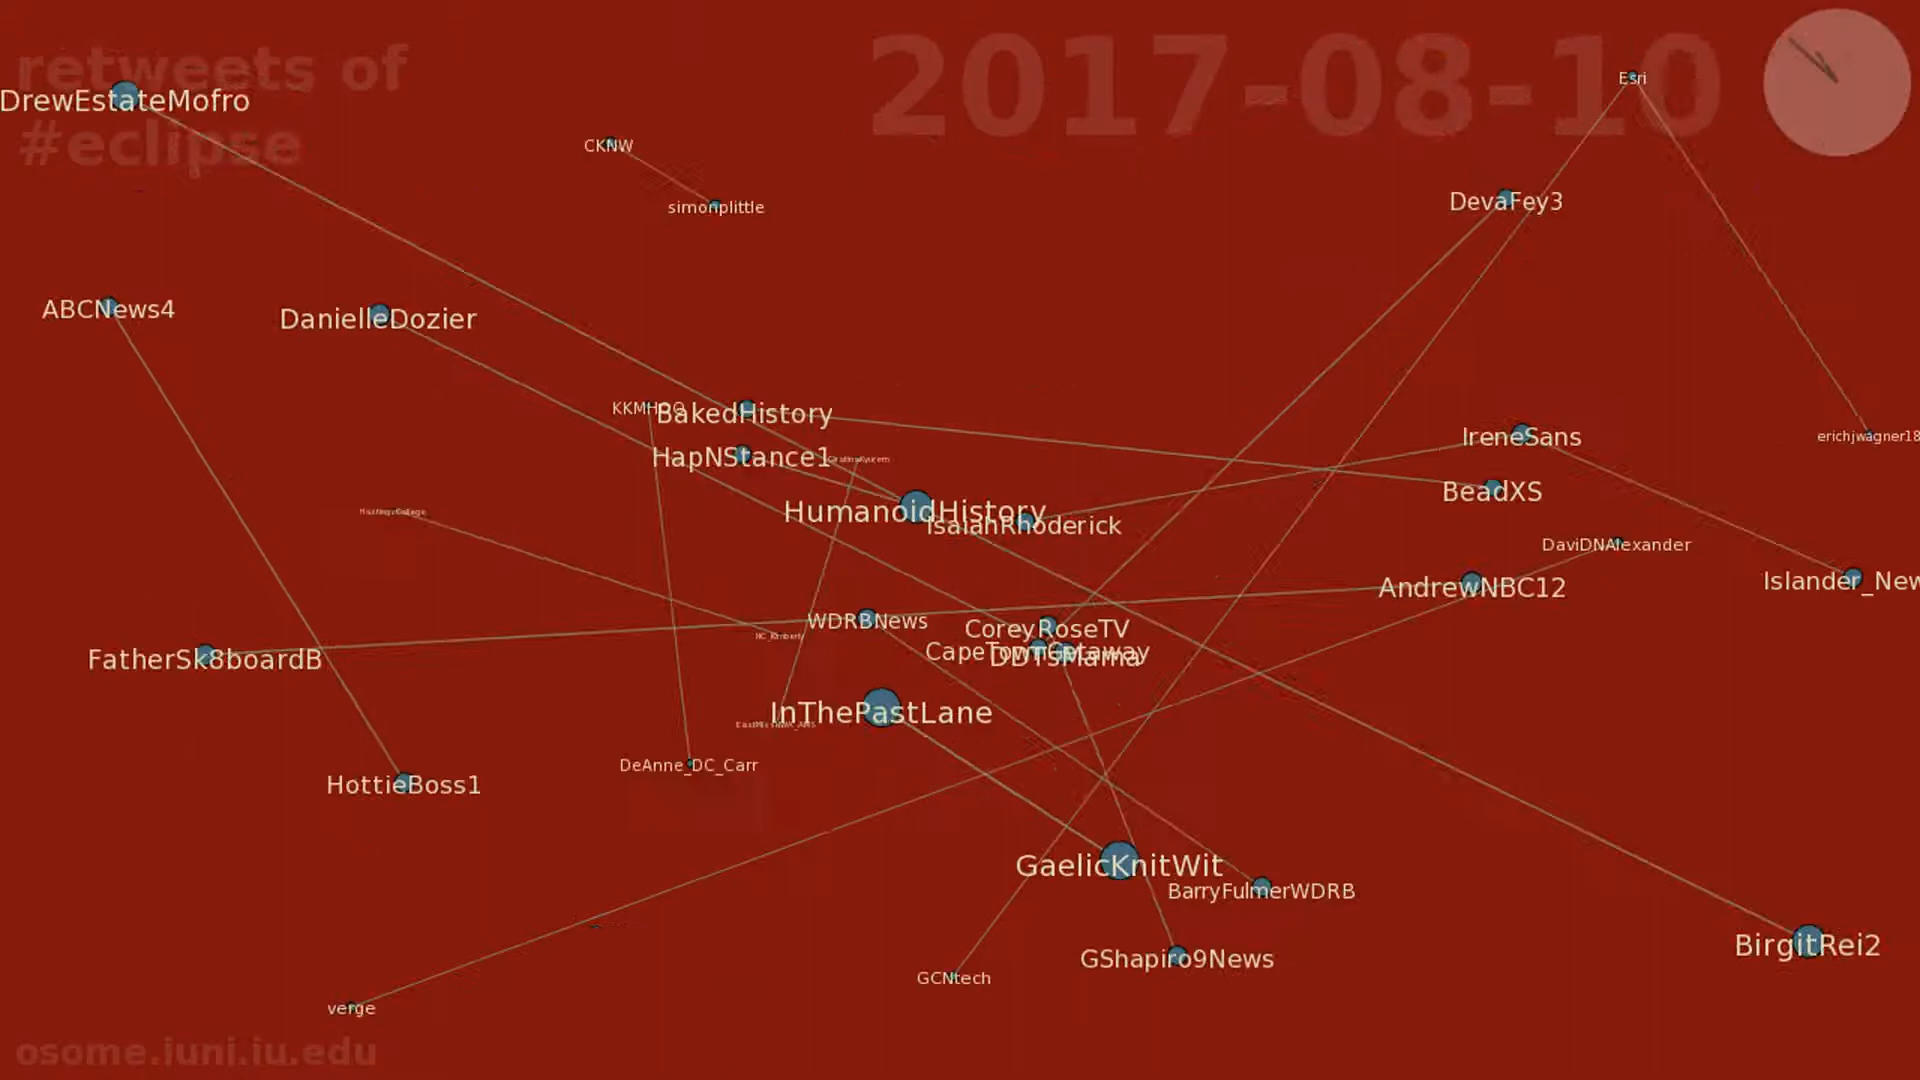 retweets of
#eclipse
2017-08-10
Esri
DrewEstateMofro
CKNW
simonplittle
DevaFey3
ABCNews4
DanielleDozier
BakedHistory
IreneSans
erichjwagner18
HapNStance1
BeadXS
HumanoidHistory
IsaiahRhoderick
DaviDNAlexander
AndrewNBC12
Islander_New
WDRBNews
CoreyRoseTV
CapeTownGetaway
DDTsMama
FatherSk8boardB
InThePastLane
DeAnne_DC_Carr
HottieBoss1
GaelicKnitWit
BarryFulmerWDRB
BirgitRei2
GShapiro9News
GCNtech
verge
osome.iuni.iu.edu